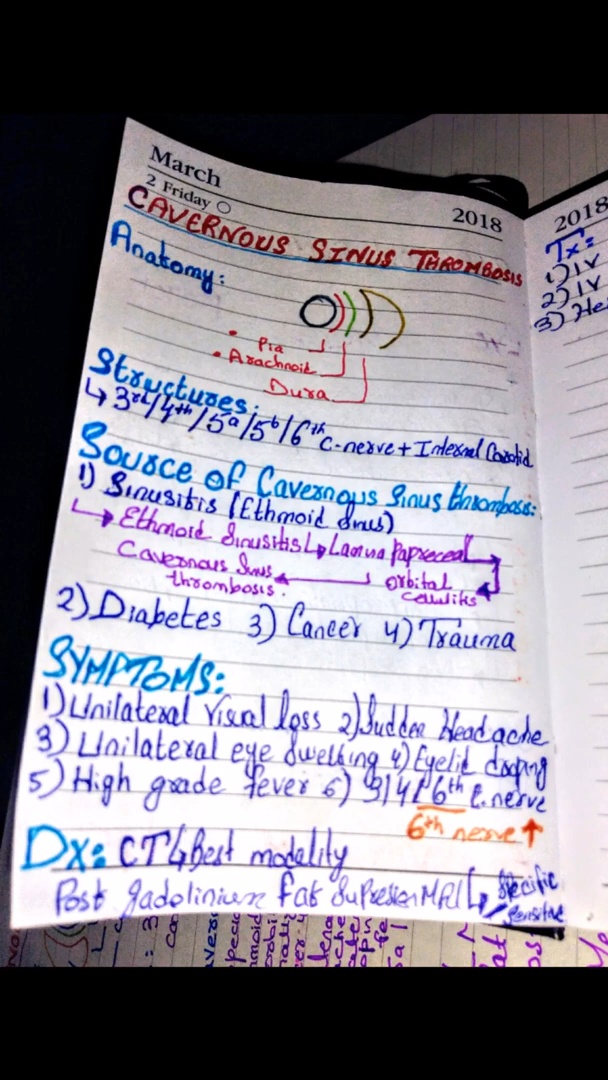 March
2 Friday
2018
CAVERNOUS SINUS THROMBOSIS
Anatomy:
• Pia
• Arachnoid
Dura
Structures:
↳ 3rd/4th/5a/5b/6th C-nerve + Internal Carotid
Source of Cavernous Sinus thrombosis:
1) Sinusitis (Ethmoid Sinus)
↳ Ethmoid Sinusitis ↳ Lamina Papreceal
Orbital cellulitis
Cavernous Sinus thrombosis.
2) Diabetes 3) Cancer 4) Trauma
SYMPTOMS:
1) Unilateral Visual loss 2) Sudden Headache
3) Unilateral eye Swelling 4) Eyelid dooping
5) High grade fever 6) 3/4/6th C.nerve
6th nerve ↑
Dx: CT ↳ Best modality
Post gadolinium fat Supression MRI ↳ Specific
Sensitive
2018
Tx:
1) IV
2) IV
3) He